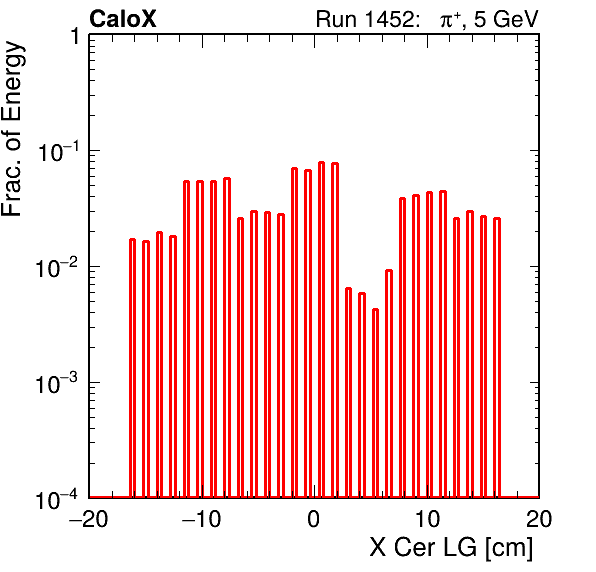 CaloX Run 1452: π⁺, 5 GeV
Frac. of Energy
1
10⁻¹
10⁻²
10⁻³
10⁻⁴
−20 −10 0 10 20
X Cer LG [cm]